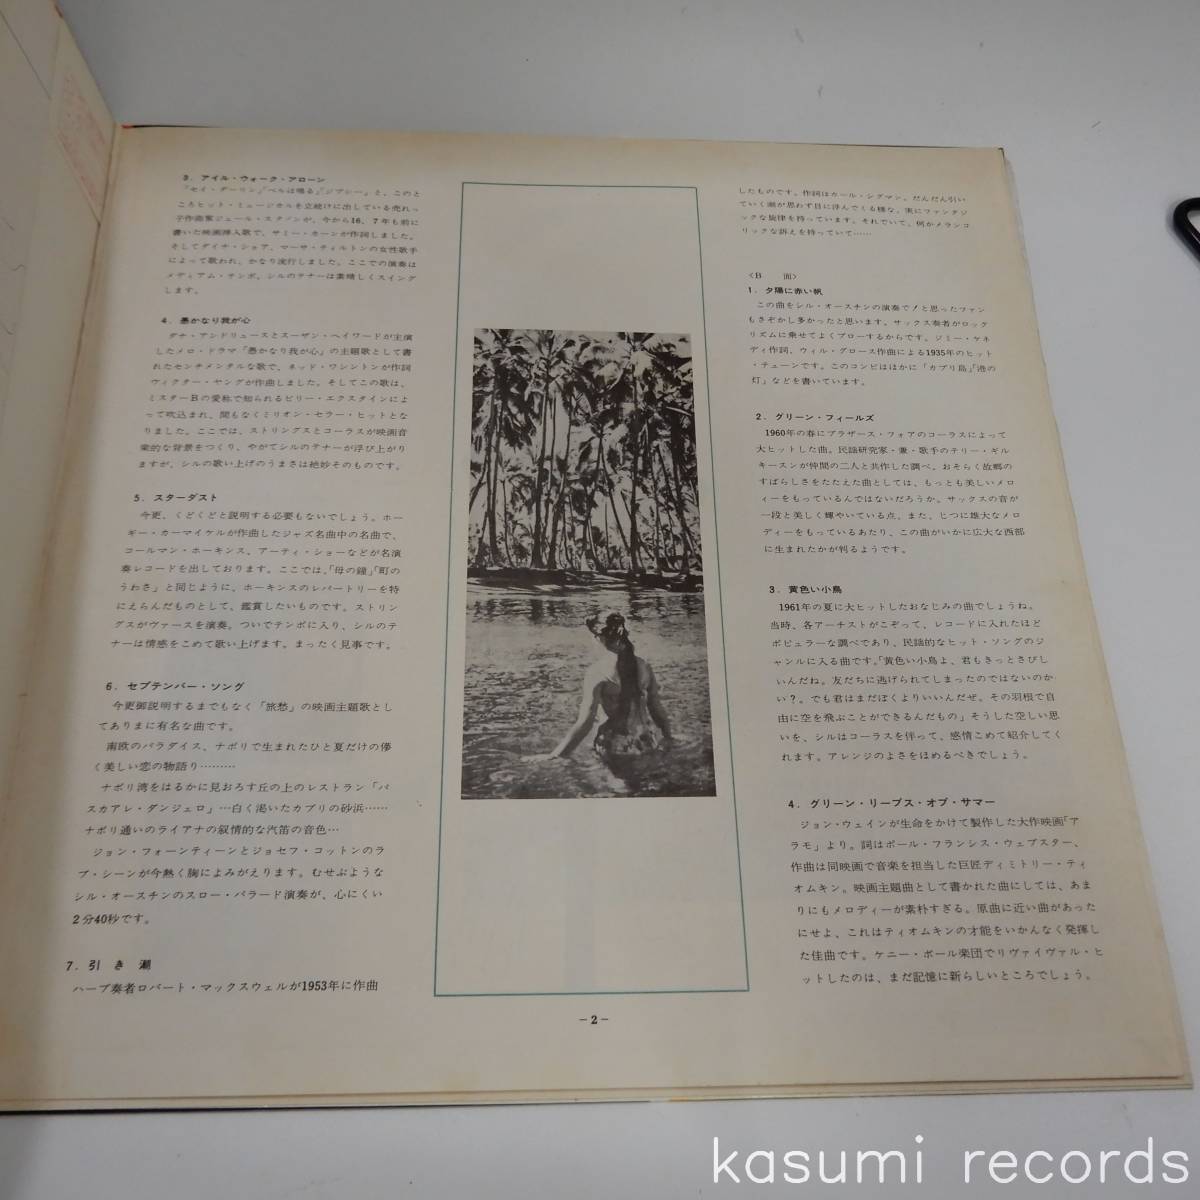 3．アイル・ウォーク・アローン
「セイ・ダーリン」「ベルは鳴る」「ジプシー」と、このと
ころヒット・ミュージカルを立続けに出している売れっ
子作曲家ジュール・スタインが、今から16、7年も前に
書いた映画挿入歌で、サミー・カーンが作詞しました。
そしてダイナ・ショア、マーサ・ティルトンの女性歌手
によって歌われ、かなり流行しました。ここでの演奏は
メディアム・テンポ。シルのテナーは素晴しくスイング
します。
4．愚かなり我が心
ダナ・アンドリュースとスーザン・ヘイワードが主演
したメロ・ドラマ「愚かなり我が心」の主題歌として書
れたセンチメンタルな歌で、ネッド・ワシントンが作詞
ヴィクター・ヤングが作曲しました。そしてこの歌は、
ミスターBの愛称で知られるビリー・エクスタインによ
って吹込まれ、間もなくミリオン・セラー・ヒットとな
りました。ここでは、ストリングスとコーラスが映画音
楽的な背景をつくり、やがてシルのテナーが浮び上がり
ますが、シルの歌い上げのうまさは絶妙そのものです。
5．スターダスト
今更、くどくどと説明する必要もないでしょう。ホー
ギー・カーマイケルが作曲したジャズ名曲中の名曲で、
コールマン・ホーキンス、アーティ・ショーなどが名演
奏レコードを出しております。ここでは、「母の鐘」「町の
うわさ」と同じように、ホーキンスのレパートリーを特
にえらんだものとして、鑑賞したいものです。ストリン
グスがヴァースを演奏。ついでテンポに入り、シルのテ
ナーは情感をこめて歌い上げます。まったく見事です。
6．セプテンバー・ソング
今更御説明するまでもなく「旅愁」の映画主題歌とし
てありまに有名な曲です。
南欧のパラダイス、ナポリで生まれたひと夏だけの儚
く美しい恋の物語り………
ナポリ湾をはるかに見おろす丘の上のレストラン「パ
スカアレ・ダンジェロ」…白く渇いたカプリの砂浜……
ナポリ通いのライアナの叙情的な汽笛の音色…
ジョン・フォーンティーンとジョセフ・コットンのラ
ブ・シーンが今熱く胸によみがえります。むせぶような
シル・オースチンのスロー・バラード演奏が、心にくい
2分40秒です。
7．引き潮
ハープ奏者ロバート・マックスウェルが1953年に作曲
したものです。作詞はカール・シグマン。だんだん引い
ていく潮が思わず目に浮んでくる様な、実にファンタジ
ックな旋律を持っています。それでいて、何かメランコ
リックな訴えを持っていて……
〈B　面〉
1．夕陽に赤い帆
この曲をシル・オースチンの演奏で！と思ったファン
もさぞかし多かったと思います。サックス奏者がロック
リズムに乗せてよくブローするからです。ジミー・ケネ
ディ作詞、ウィル・グロース作曲による1935年のヒット
・チューンです。このコンビはほかに「カプリ島」「港の
灯」などを書いています。
2．グリーン・フィールズ
1960年の春にブラザース・フォアのコーラスによって
大ヒットした曲。民謡研究家・兼・歌手のテリー・ギル
キースンが仲間の二人と共作した調べ。おそらく故郷の
すばらしさをたたえた曲としては、もっとも美しいメロ
ィーをもっているんではないだろうか。サックスの音が
一段と美しく輝やいている点、また、じつに雄大なメロ
ディーをもっているあたり、この曲がいかに広大な西部
に生まれたかが判るようです。
3．黄色い小鳥
1961年の夏に大ヒットしたおなじみの曲でしょうね。
当時、各アーチストがこぞって、レコードに入れたほど
ポピュラーな調べであり、民謡的なヒット・ソングのジ
ャンルに入る曲です。「黄色い小鳥よ、君もきっとさびし
いんだね。友だちに逃げられてしまったのではないのか
い？。でも君はまだぼくよりいいんだぜ。その羽根で自
由に空を飛ぶことができるんだもの」そうした空しい思
いを、シルはコーラスを伴って、感情こめて紹介してく
れます。アレンジのよさをほめるべきでしょう。
4．グリーン・リーブス・オブ・サマー
ジョン・ウェインが生命をかけて製作した大作映画「ア
ラモ」より。詞はポール・フランシス・ウェブスター、
作曲は同映画で音楽を担当した巨匠ディミトリー・ティ
オムキン。映画主題曲として書かれた曲にしては、あま
りにもメロディーが素朴すぎる。原曲に近い曲があった
にせよ、これはティオムキンの才能をいかんなく発揮し
た佳曲です。ケニー・ボール楽団でリヴァイヴァル・ヒ
ットしたのは、まだ記憶に新らしいところでしょう。
－2－
kasumi records